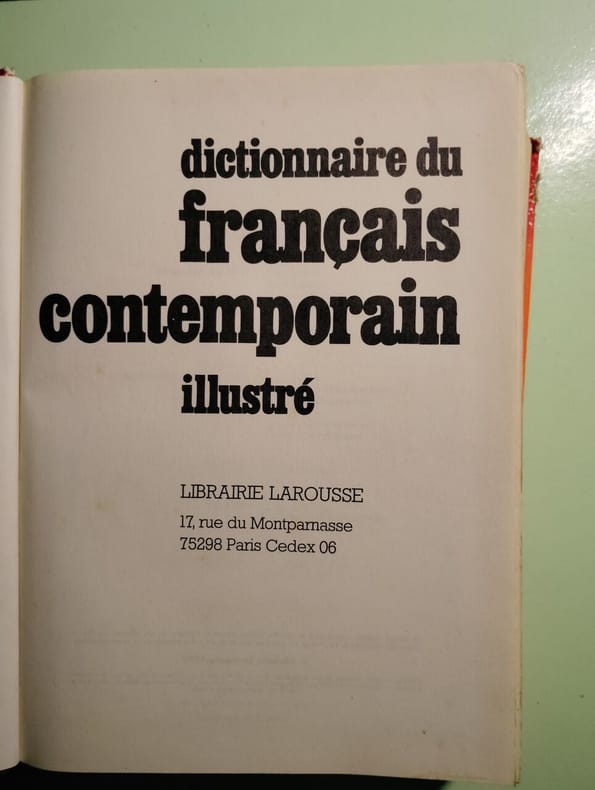 dictionnaire du
français
contemporain
illustré
LIBRAIRIE LAROUSSE
17, rue du Montparnasse
75298 Paris Cedex 06